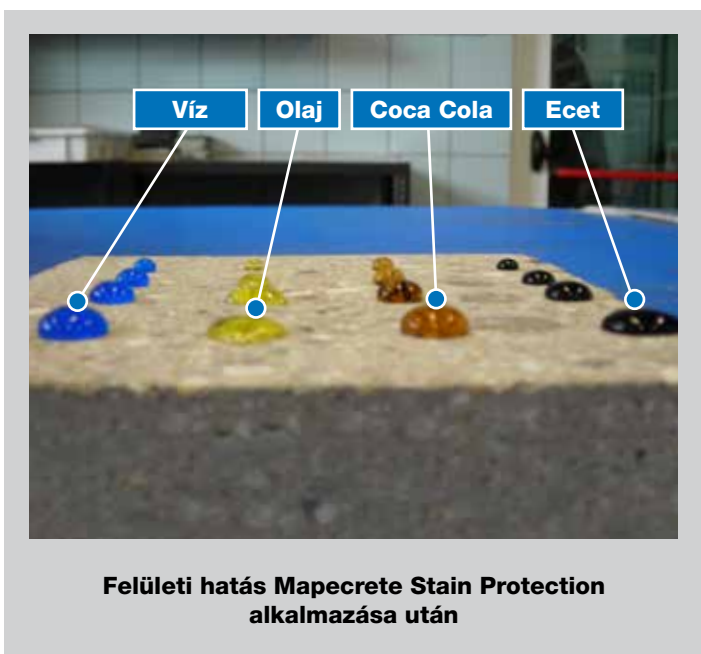 Víz
Olaj
Coca Cola
Ecet
Felületi hatás Mapecrete Stain Protection
alkalmazása után